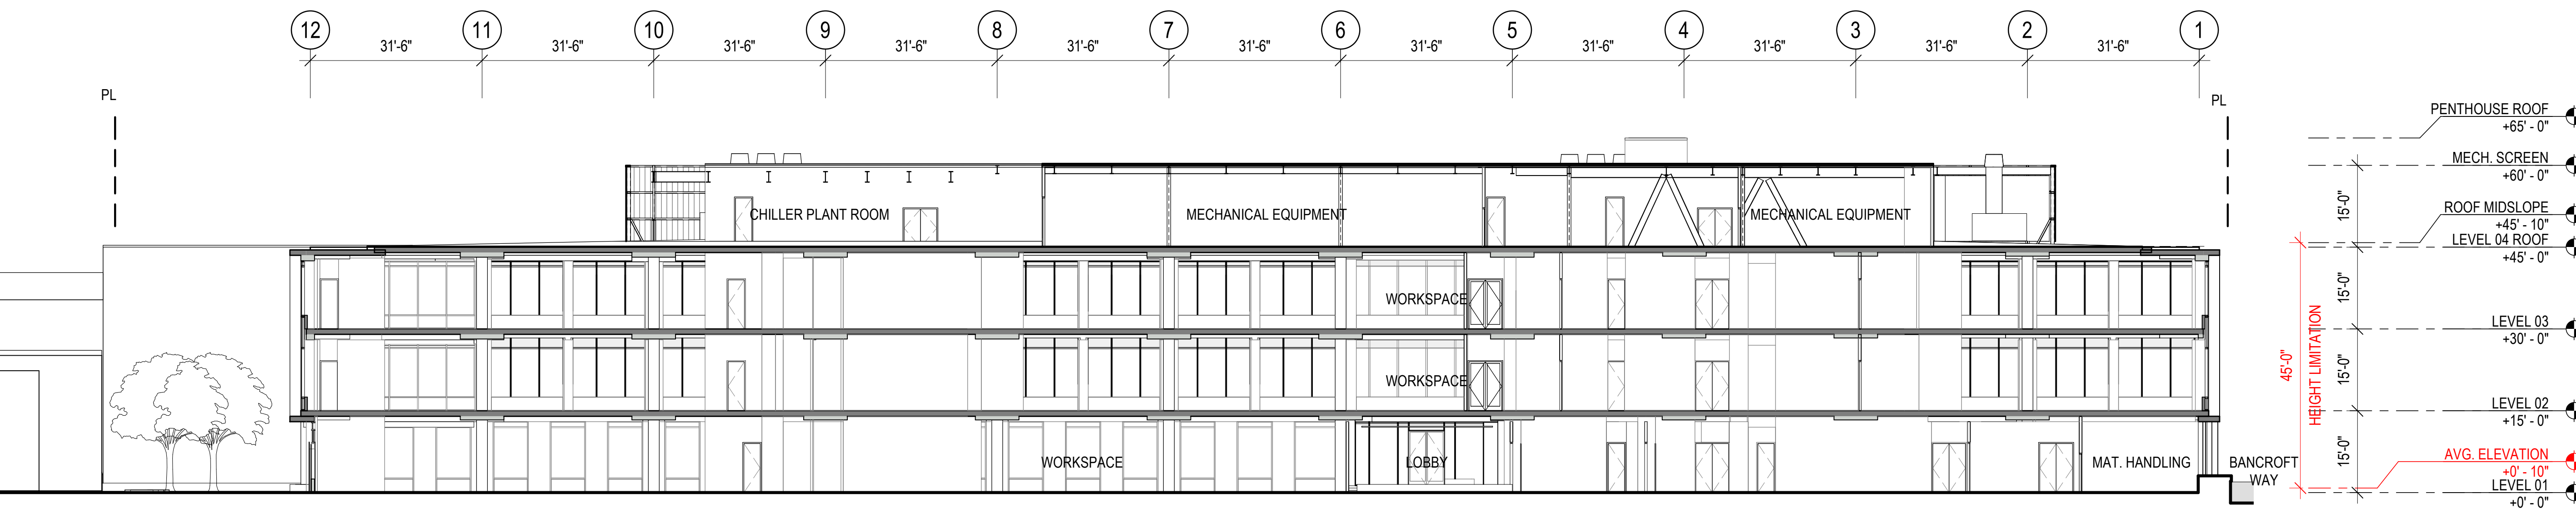 12 11 10 9 8 7 6 5 4 3 2 1
31'-6" 31'-6" 31'-6" 31'-6" 31'-6" 31'-6" 31'-6" 31'-6" 31'-6" 31'-6" 31'-6"
PL
PL
CHILLER PLANT ROOM
MECHANICAL EQUIPMENT
MECHANICAL EQUIPMENT
WORKSPACE
WORKSPACE
WORKSPACE
LOBBY
MAT. HANDLING
BANCROFT
WAY
45'-0"
HEIGHT LIMITATION
15'-0"
15'-0"
15'-0"
15'-0"
PENTHOUSE ROOF
+65' - 0"
MECH. SCREEN
+60' - 0"
ROOF MIDSLOPE
+45' - 10"
LEVEL 04 ROOF
+45' - 0"
LEVEL 03
+30' - 0"
LEVEL 02
+15' - 0"
AVG. ELEVATION
+0' - 10"
LEVEL 01
+0' - 0"